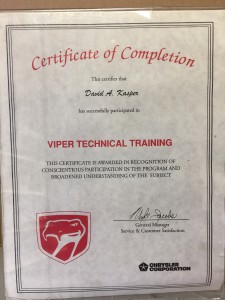 Certificate of Completion
This certifies that
David A. Kasper
has successfully participated in
VIPER TECHNICAL TRAINING
THIS CERTIFICATE IS AWARDED IN RECOGNITION OF
CONSCIENTIOUS PARTICIPATION IN THE PROGRAM AND
BROADENED UNDERSTANDING OF THE SUBJECT
General Manager
Service & Customer Satisfaction
CHRYSLER
CORPORATION